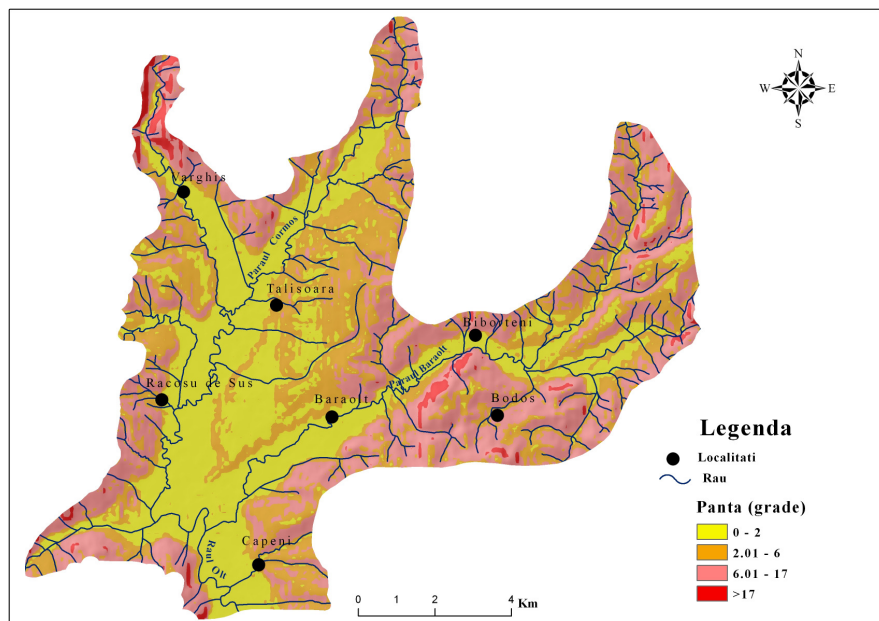 N
W E
S
Varghis
Paraul Cormos
Talisoara
Biborteni
Paraul Baraolt
Racosu de Sus
Baraolt
Bodos
Capeni
Raul Olt
Legenda
Localitati
Rau
Panta (grade)
0 - 2
2.01 - 6
6.01 - 17
>17
0 2 4 Km